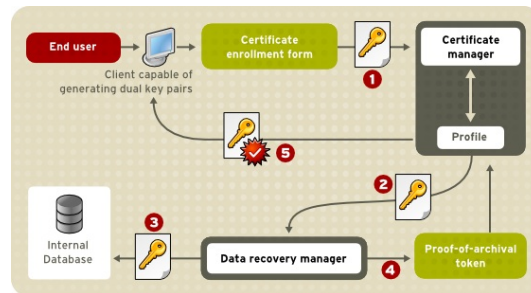 End user
Client capable of
generating dual key pairs
Certificate
enrollment form
1
Certificate
manager
Profile
5
2
3
Internal
Database
Data recovery manager
4
Proof-of-archival
token